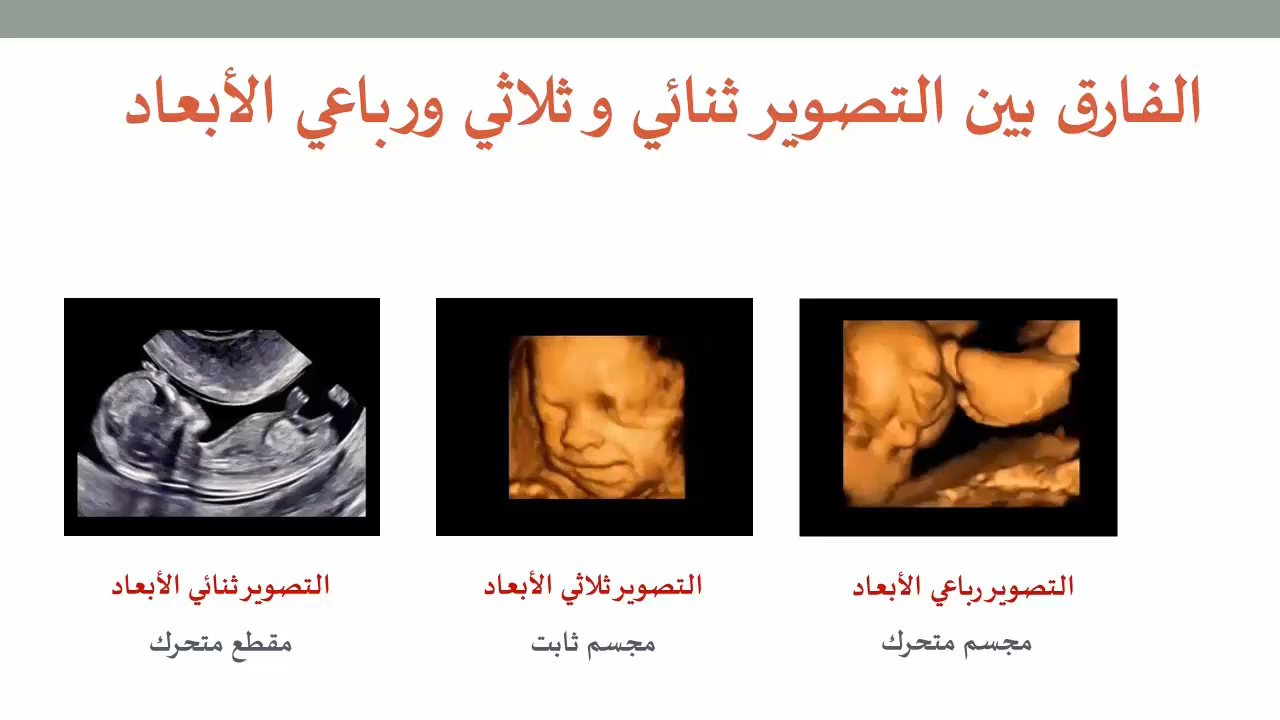 الفارق بين التصوير ثنائي و ثلاثي ورباعي الأبعاد
التصوير رباعي الأبعاد
مجسم متحرك
التصوير ثلاثي الأبعاد
مجسم ثابت
التصوير ثنائي الأبعاد
مقطع متحرك